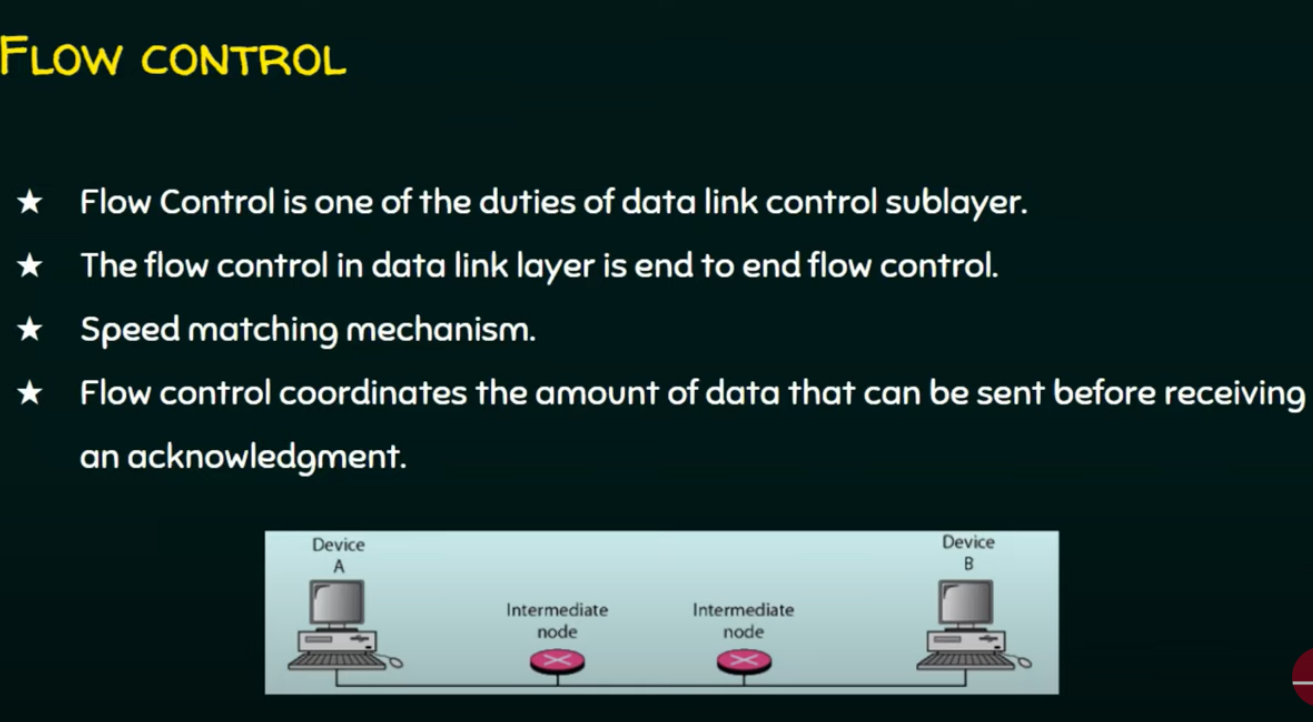 FLOW CONTROL
★ Flow Control is one of the duties of data link control sublayer.
★ The flow control in data link layer is end to end flow control.
★ Speed matching mechanism.
★ Flow control coordinates the amount of data that can be sent before receiving
an acknowledgment.
Device
A
Device
B
Intermediate
node
Intermediate
node